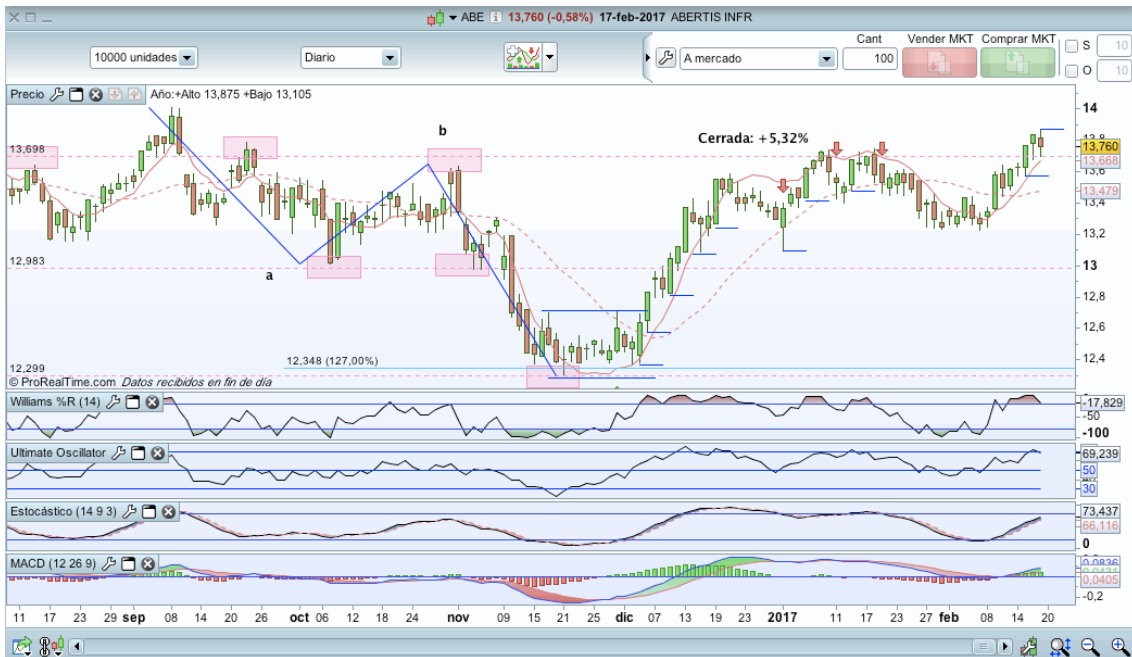 ABE 13,760 (-0,58%) 17-feb-2017 ABERTIS INFR
10000 unidades
Diario
A mercado
Cant
100
Vender MKT
Comprar MKT
S 10
O 10
Precio
Año:+Alto 13,875 +Bajo 13,105
b
Cerrada: +5,32%
a
13,698
12,983
12,348 (127,00%)
12,299
© ProRealTime.com Datos recibidos en fin de día
14
13,8
13,760
13,668
13,6
13,479
13,4
13,2
13
12,8
12,6
12,4
Williams %R (14)
-17,829
-50
-100
Ultimate Oscillator
69,239
50
30
Estocástico (14 9 3)
73,437
66,116
0
MACD (12 26 9)
0,0836
0,0405
-0,2
11 17 23 29 sep 08 14 20 26 oct 06 12 18 24 nov 09 15 21 25 dic 07 13 19 23 2017 11 17 23 27 feb 08 14 20